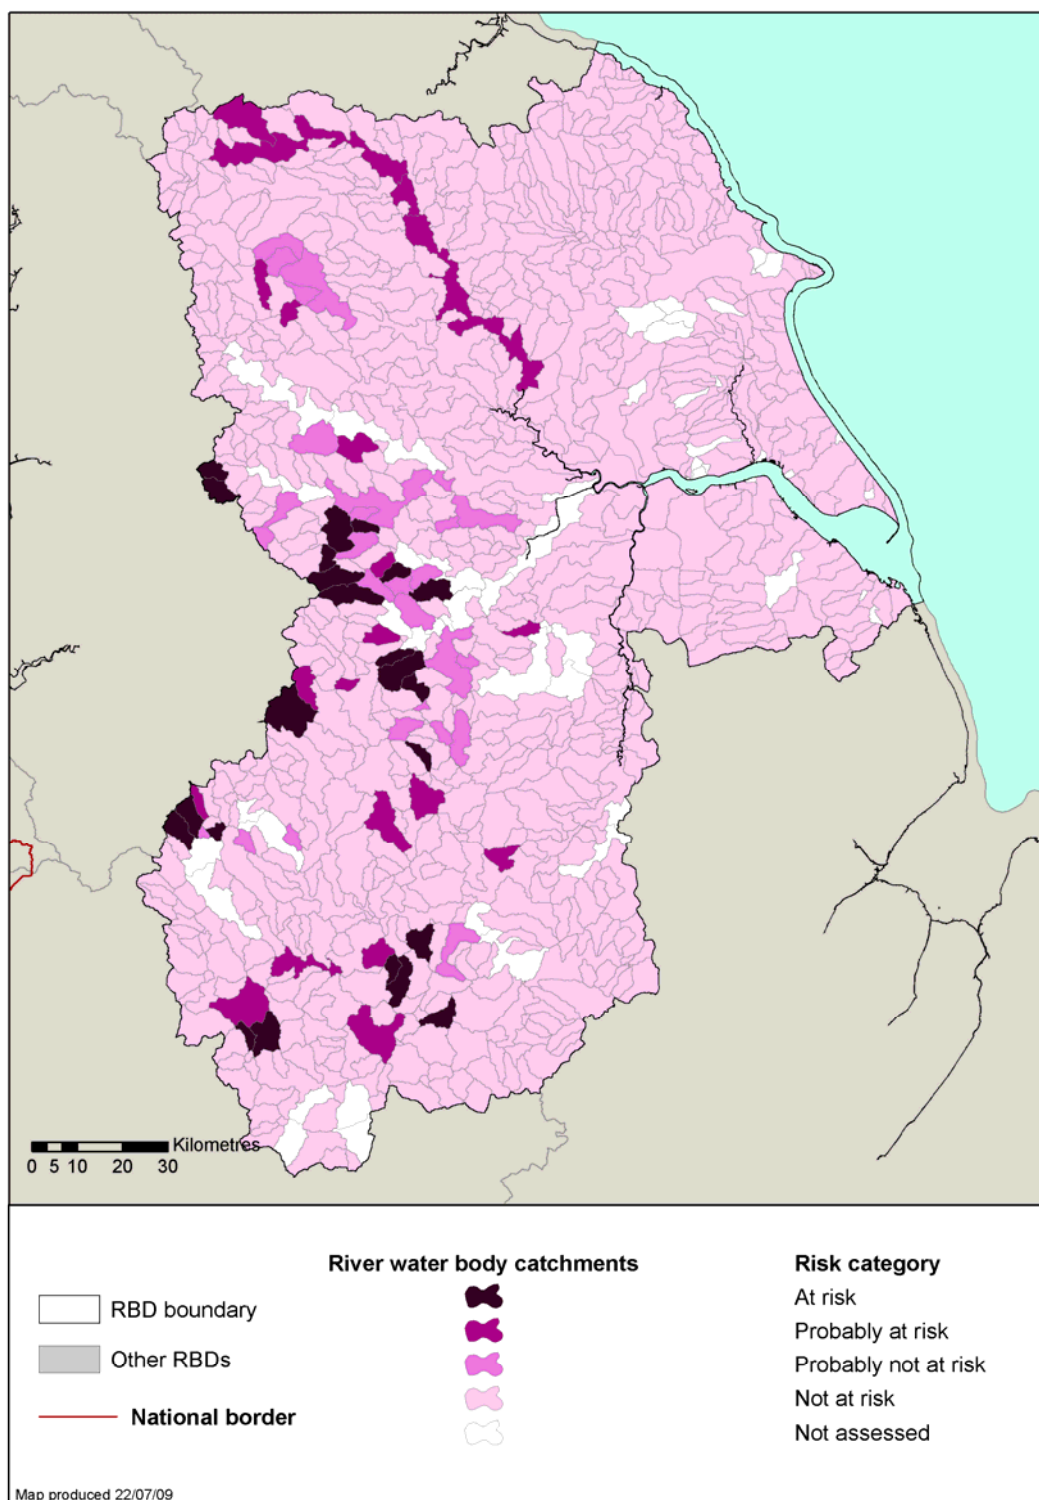 Kilometres
0 5 10 20 30
River water body catchments
Risk category
At risk
RBD boundary
Probably at risk
Other RBDs
Probably not at risk
National border
Not at risk
Not assessed
Map produced 22/07/09